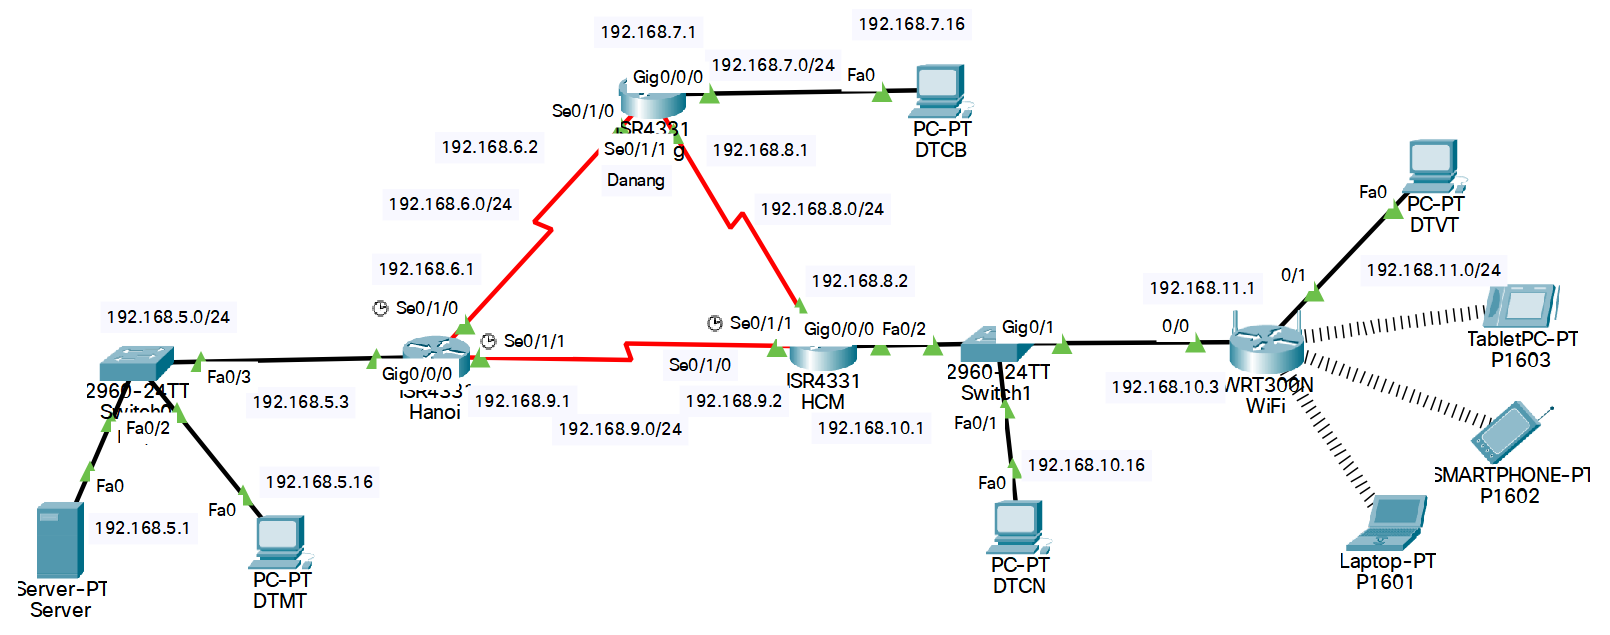 192.168.7.1
192.168.7.16
Gig0/0/0
192.168.7.0/24
Fa0
Se0/1/0
PC-PT
DTCB
192.168.6.2
Se0/1/1
192.168.8.1
Danang
192.168.6.0/24
192.168.8.0/24
Fa0
PC-PT
DTVT
192.168.6.1
192.168.8.2
0/1
192.168.11.0/24
192.168.11.1
Se0/1/0
192.168.5.0/24
Se0/1/1
Se0/1/1
Gig0/0/0
Fa0/2
Gig0/1
0/0
TabletPC-PT
P1603
Fa0/3
Gig0/0/0
Se0/1/0
2960-24TT
Hanoi
192.168.5.3
192.168.9.1
192.168.9.2
ISR4331
HCM
2960-24TT
Switch1
192.168.10.3
WRT300N
WiFi
Fa0/2
192.168.9.0/24
192.168.10.1
Fa0/1
192.168.10.16
SMARTPHONE-PT
P1602
Fa0
192.168.5.16
Fa0
Fa0
192.168.5.1
PC-PT
DTMT
PC-PT
DTCN
Laptop-PT
P1601
Server-PT
Server